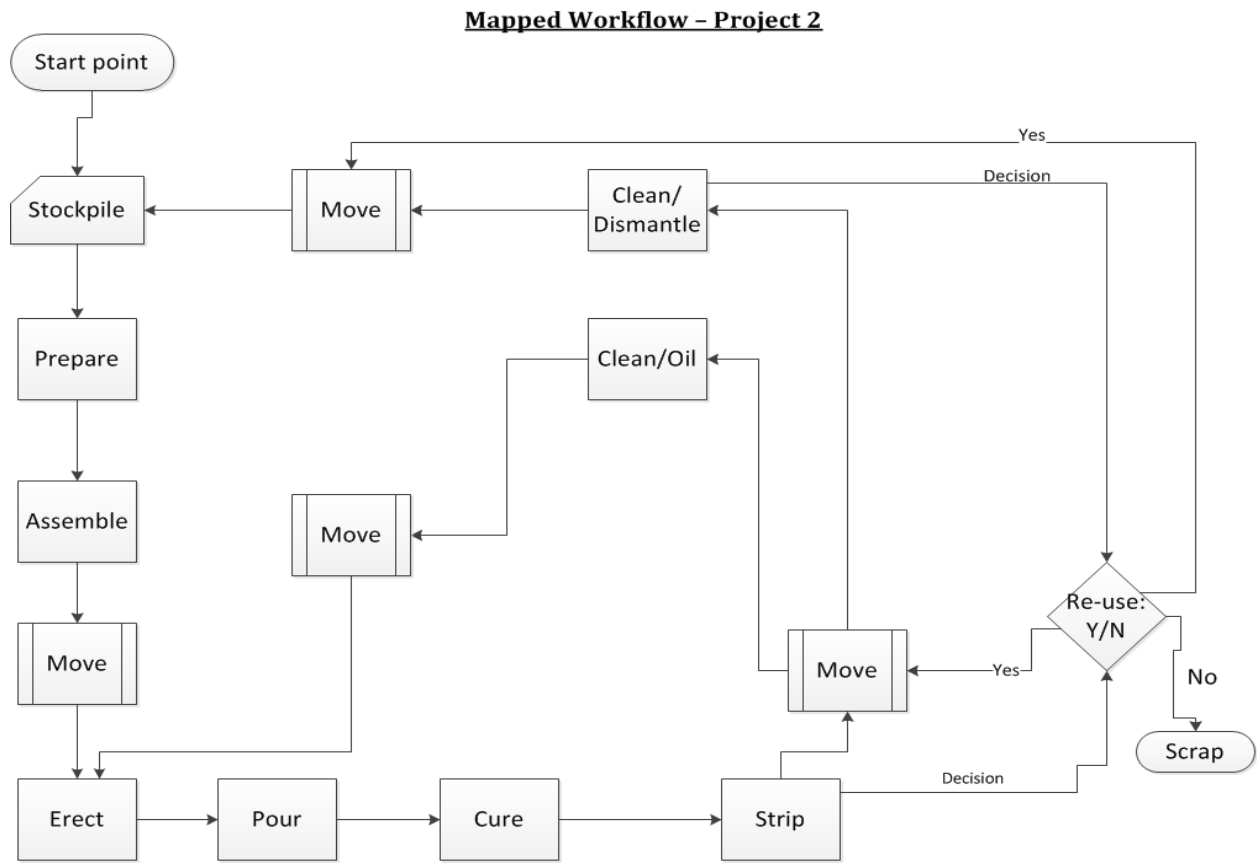 Mapped Workflow – Project 2
Start point
Yes
Stockpile
Move
Clean/
Dismantle
Decision
Prepare
Clean/Oil
Assemble
Move
Re-use:
Y/N
Move
Move
Yes
No
Scrap
Erect
Pour
Cure
Strip
Decision